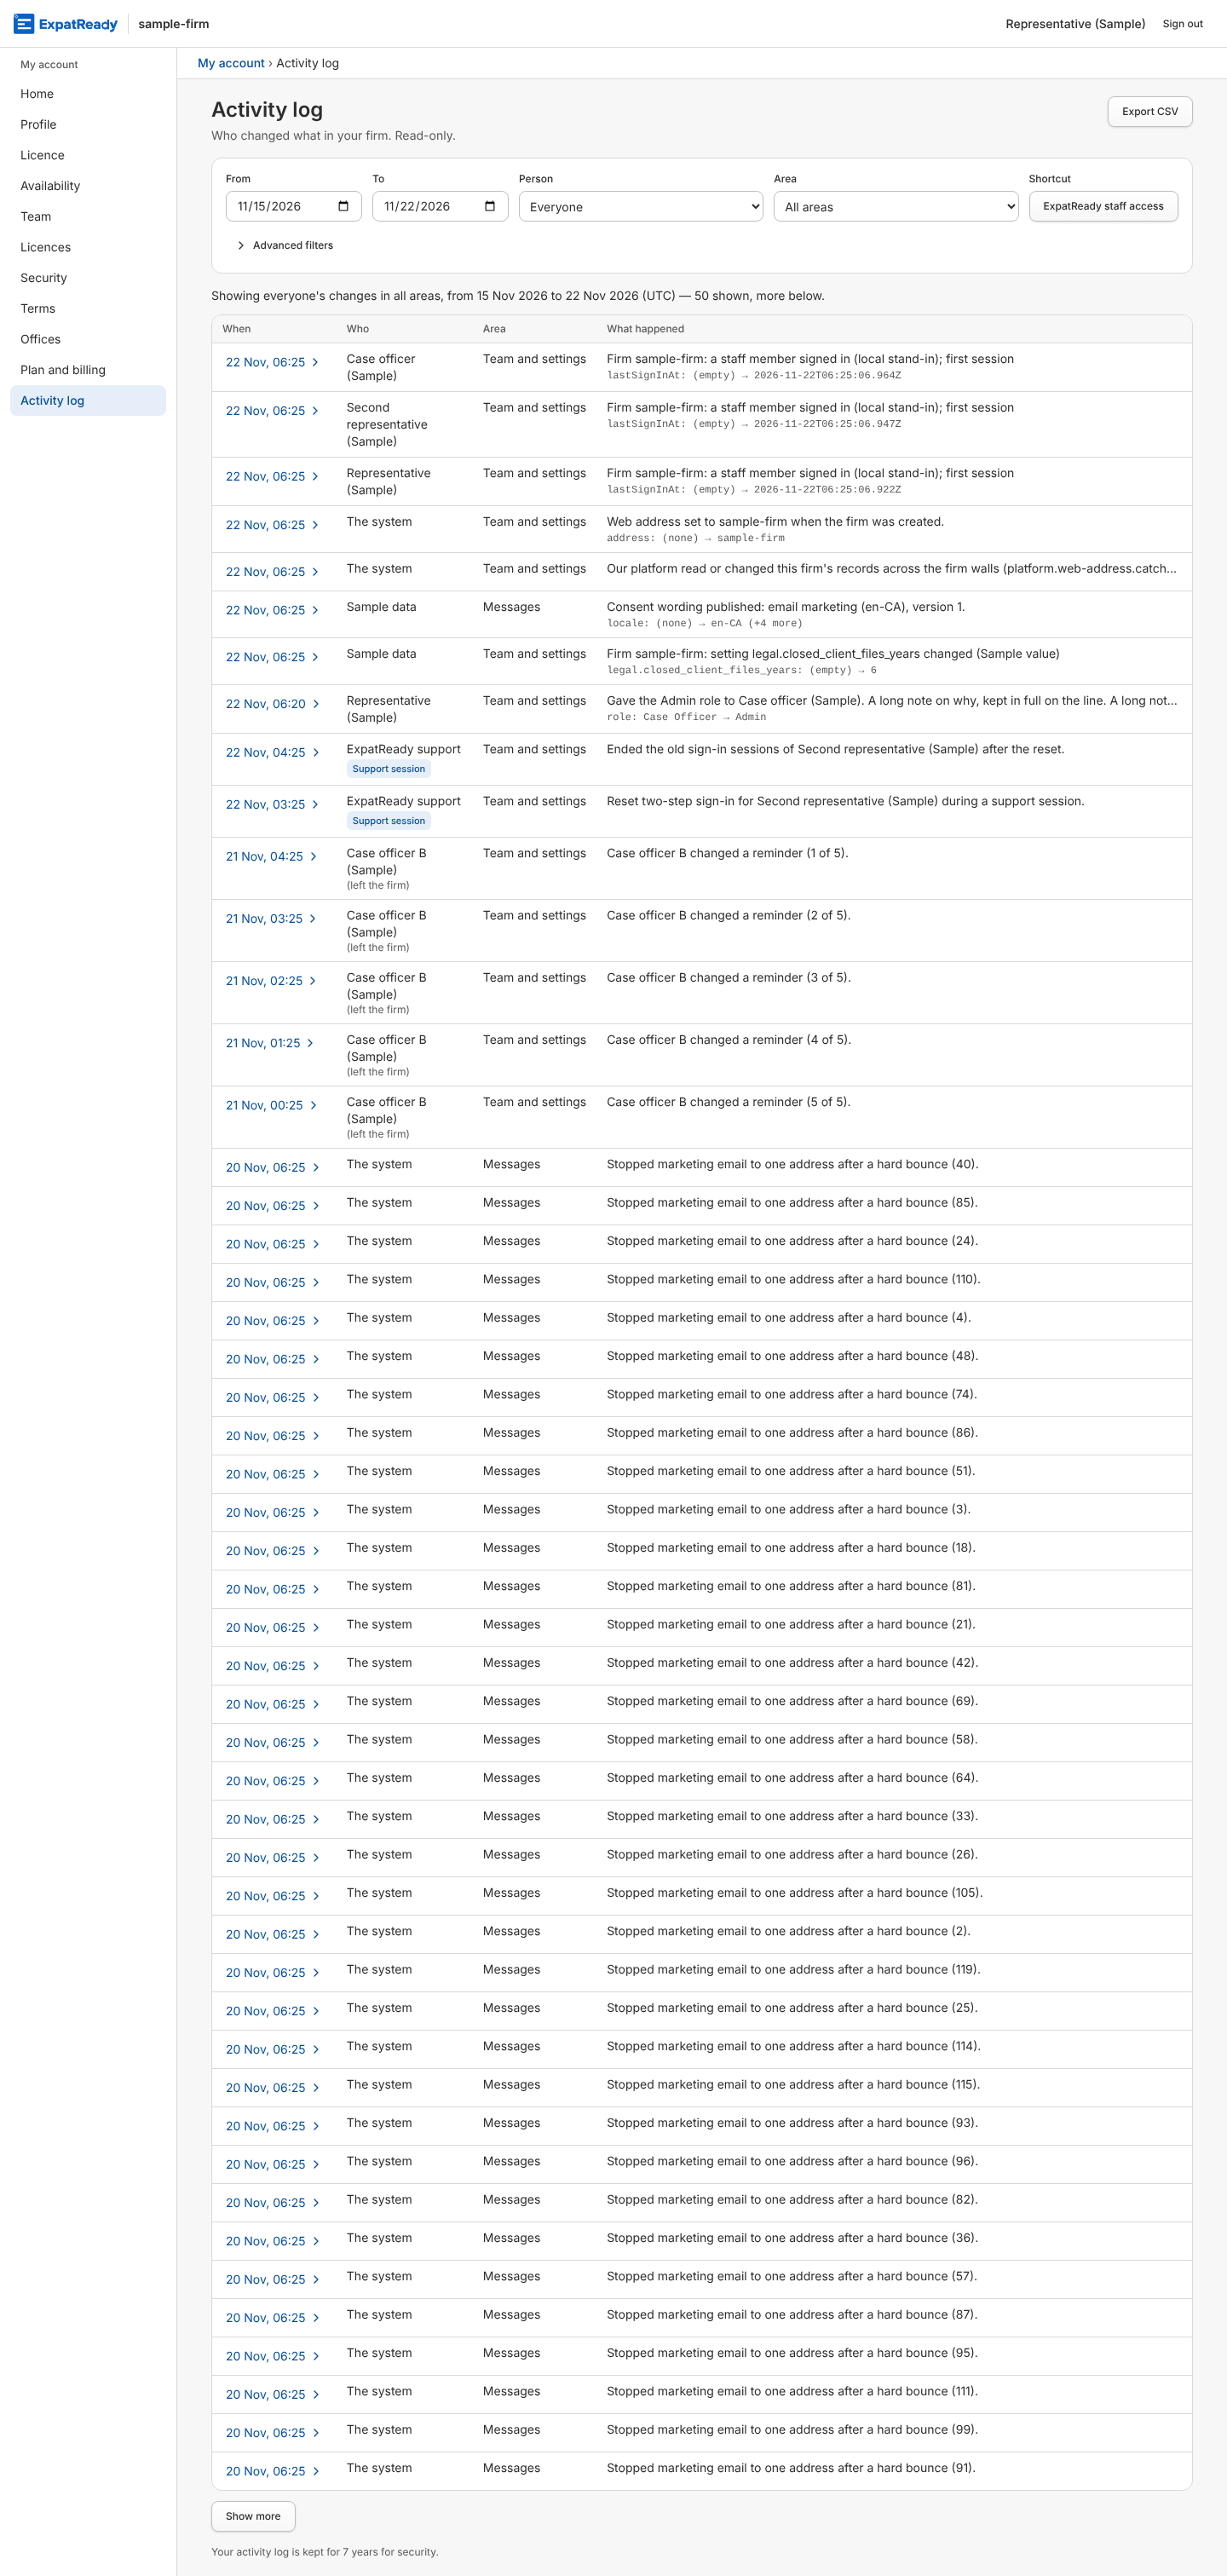 ExpatReady
sample-firm
Representative (Sample)
Sign out
My account
Home
Profile
Licence
Availability
Team
Licences
Security
Terms
Offices
Plan and billing
Activity log
My account › Activity log
Activity log
Export CSV
Who changed what in your firm. Read-only.
From
To
Person
Area
Shortcut
11/15/2026
11/22/2026
Everyone
All areas
ExpatReady staff access
Advanced filters
Showing everyone's changes in all areas, from 15 Nov 2026 to 22 Nov 2026 (UTC) — 50 shown, more below.
When Who Area What happened
22 Nov, 06:25 Case officer (Sample) Team and settings Firm sample-firm: a staff member signed in (local stand-in); first session
lastSignInAt: (empty) → 2026-11-22T06:25:06.964Z
22 Nov, 06:25 Second representative (Sample) Team and settings Firm sample-firm: a staff member signed in (local stand-in); first session
lastSignInAt: (empty) → 2026-11-22T06:25:06.947Z
22 Nov, 06:25 Representative (Sample) Team and settings Firm sample-firm: a staff member signed in (local stand-in); first session
lastSignInAt: (empty) → 2026-11-22T06:25:06.922Z
22 Nov, 06:25 The system Team and settings Web address set to sample-firm when the firm was created.
address: (none) → sample-firm
22 Nov, 06:25 The system Team and settings Our platform read or changed this firm's records across the firm walls (platform.web-address.catch...
22 Nov, 06:25 Sample data Messages Consent wording published: email marketing (en-CA), version 1.
locale: (none) → en-CA (+4 more)
22 Nov, 06:25 Sample data Team and settings Firm sample-firm: setting legal.closed_client_files_years changed (Sample value)
legal.closed_client_files_years: (empty) → 6
22 Nov, 06:20 Representative (Sample) Team and settings Gave the Admin role to Case officer (Sample). A long note on why, kept in full on the line. A long not...
role: Case Officer → Admin
22 Nov, 04:25 ExpatReady support Team and settings Ended the old sign-in sessions of Second representative (Sample) after the reset.
Support session
22 Nov, 03:25 ExpatReady support Team and settings Reset two-step sign-in for Second representative (Sample) during a support session.
Support session
21 Nov, 04:25 Case officer B (Sample) Team and settings Case officer B changed a reminder (1 of 5).
(left the firm)
21 Nov, 03:25 Case officer B (Sample) Team and settings Case officer B changed a reminder (2 of 5).
(left the firm)
21 Nov, 02:25 Case officer B (Sample) Team and settings Case officer B changed a reminder (3 of 5).
(left the firm)
21 Nov, 01:25 Case officer B (Sample) Team and settings Case officer B changed a reminder (4 of 5).
(left the firm)
21 Nov, 00:25 Case officer B (Sample) Team and settings Case officer B changed a reminder (5 of 5).
(left the firm)
20 Nov, 06:25 The system Messages Stopped marketing email to one address after a hard bounce (40).
20 Nov, 06:25 The system Messages Stopped marketing email to one address after a hard bounce (85).
20 Nov, 06:25 The system Messages Stopped marketing email to one address after a hard bounce (24).
20 Nov, 06:25 The system Messages Stopped marketing email to one address after a hard bounce (110).
20 Nov, 06:25 The system Messages Stopped marketing email to one address after a hard bounce (4).
20 Nov, 06:25 The system Messages Stopped marketing email to one address after a hard bounce (48).
20 Nov, 06:25 The system Messages Stopped marketing email to one address after a hard bounce (74).
20 Nov, 06:25 The system Messages Stopped marketing email to one address after a hard bounce (86).
20 Nov, 06:25 The system Messages Stopped marketing email to one address after a hard bounce (51).
20 Nov, 06:25 The system Messages Stopped marketing email to one address after a hard bounce (3).
20 Nov, 06:25 The system Messages Stopped marketing email to one address after a hard bounce (18).
20 Nov, 06:25 The system Messages Stopped marketing email to one address after a hard bounce (81).
20 Nov, 06:25 The system Messages Stopped marketing email to one address after a hard bounce (21).
20 Nov, 06:25 The system Messages Stopped marketing email to one address after a hard bounce (42).
20 Nov, 06:25 The system Messages Stopped marketing email to one address after a hard bounce (69).
20 Nov, 06:25 The system Messages Stopped marketing email to one address after a hard bounce (58).
20 Nov, 06:25 The system Messages Stopped marketing email to one address after a hard bounce (64).
20 Nov, 06:25 The system Messages Stopped marketing email to one address after a hard bounce (33).
20 Nov, 06:25 The system Messages Stopped marketing email to one address after a hard bounce (26).
20 Nov, 06:25 The system Messages Stopped marketing email to one address after a hard bounce (105).
20 Nov, 06:25 The system Messages Stopped marketing email to one address after a hard bounce (2).
20 Nov, 06:25 The system Messages Stopped marketing email to one address after a hard bounce (119).
20 Nov, 06:25 The system Messages Stopped marketing email to one address after a hard bounce (25).
20 Nov, 06:25 The system Messages Stopped marketing email to one address after a hard bounce (114).
20 Nov, 06:25 The system Messages Stopped marketing email to one address after a hard bounce (115).
20 Nov, 06:25 The system Messages Stopped marketing email to one address after a hard bounce (93).
20 Nov, 06:25 The system Messages Stopped marketing email to one address after a hard bounce (96).
20 Nov, 06:25 The system Messages Stopped marketing email to one address after a hard bounce (82).
20 Nov, 06:25 The system Messages Stopped marketing email to one address after a hard bounce (36).
20 Nov, 06:25 The system Messages Stopped marketing email to one address after a hard bounce (57).
20 Nov, 06:25 The system Messages Stopped marketing email to one address after a hard bounce (87).
20 Nov, 06:25 The system Messages Stopped marketing email to one address after a hard bounce (95).
20 Nov, 06:25 The system Messages Stopped marketing email to one address after a hard bounce (111).
20 Nov, 06:25 The system Messages Stopped marketing email to one address after a hard bounce (99).
20 Nov, 06:25 The system Messages Stopped marketing email to one address after a hard bounce (91).
Show more
Your activity log is kept for 7 years for security.